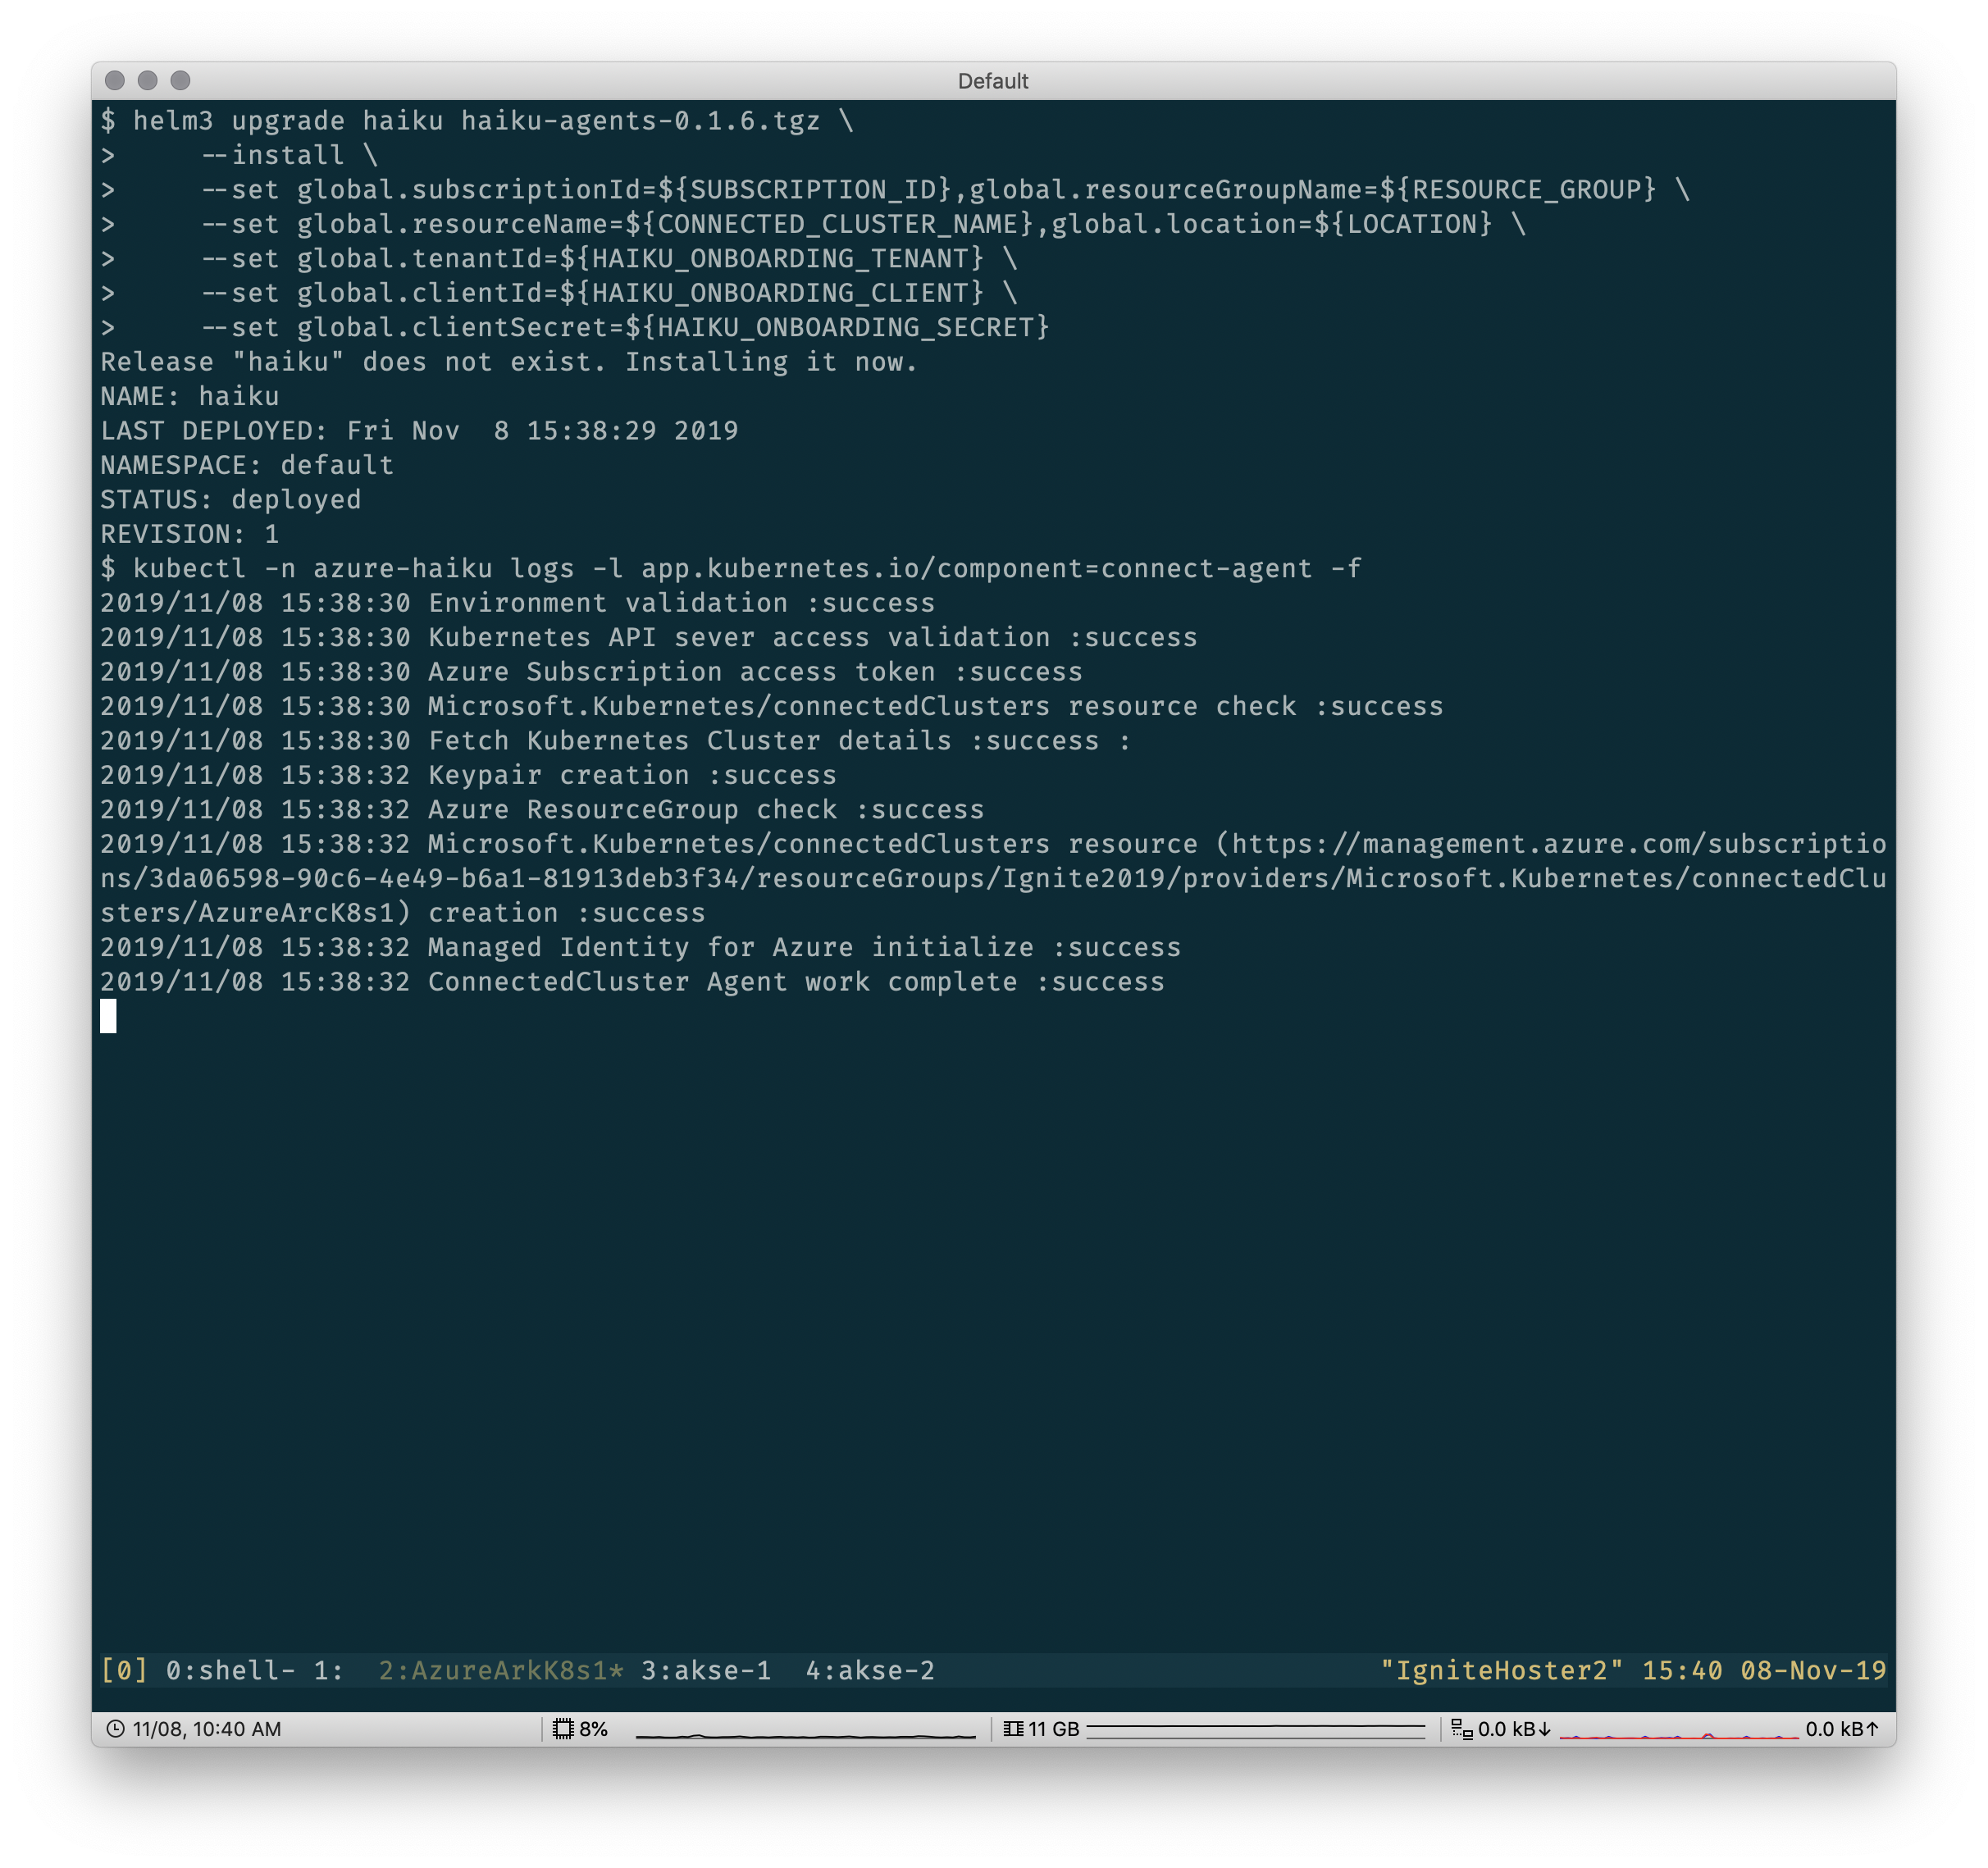 Default
$ helm3 upgrade haiku haiku-agents-0.1.6.tgz \
>     --install \
>     --set global.subscriptionId=${SUBSCRIPTION_ID},global.resourceGroupName=${RESOURCE_GROUP} \
>     --set global.resourceName=${CONNECTED_CLUSTER_NAME},global.location=${LOCATION} \
>     --set global.tenantId=${HAIKU_ONBOARDING_TENANT} \
>     --set global.clientId=${HAIKU_ONBOARDING_CLIENT} \
>     --set global.clientSecret=${HAIKU_ONBOARDING_SECRET}
Release "haiku" does not exist. Installing it now.
NAME: haiku
LAST DEPLOYED: Fri Nov  8 15:38:29 2019
NAMESPACE: default
STATUS: deployed
REVISION: 1
$ kubectl -n azure-haiku logs -l app.kubernetes.io/component=connect-agent -f
2019/11/08 15:38:30 Environment validation :success
2019/11/08 15:38:30 Kubernetes API sever access validation :success
2019/11/08 15:38:30 Azure Subscription access token :success
2019/11/08 15:38:30 Microsoft.Kubernetes/connectedClusters resource check :success
2019/11/08 15:38:30 Fetch Kubernetes Cluster details :success :
2019/11/08 15:38:32 Keypair creation :success
2019/11/08 15:38:32 Azure ResourceGroup check :success
2019/11/08 15:38:32 Microsoft.Kubernetes/connectedClusters resource (https://management.azure.com/subscriptio
ns/3da06598-90c6-4e49-b6a1-81913deb3f34/resourceGroups/Ignite2019/providers/Microsoft.Kubernetes/connectedClu
sters/AzureArcK8s1) creation :success
2019/11/08 15:38:32 Managed Identity for Azure initialize :success
2019/11/08 15:38:32 ConnectedCluster Agent work complete :success
[0] 0:shell- 1:  2:AzureArkK8s1* 3:akse-1  4:akse-2 "IgniteHoster2" 15:40 08-Nov-19
11/08, 10:40 AM 8% 11 GB 0.0 kB↓ 0.0 kB↑